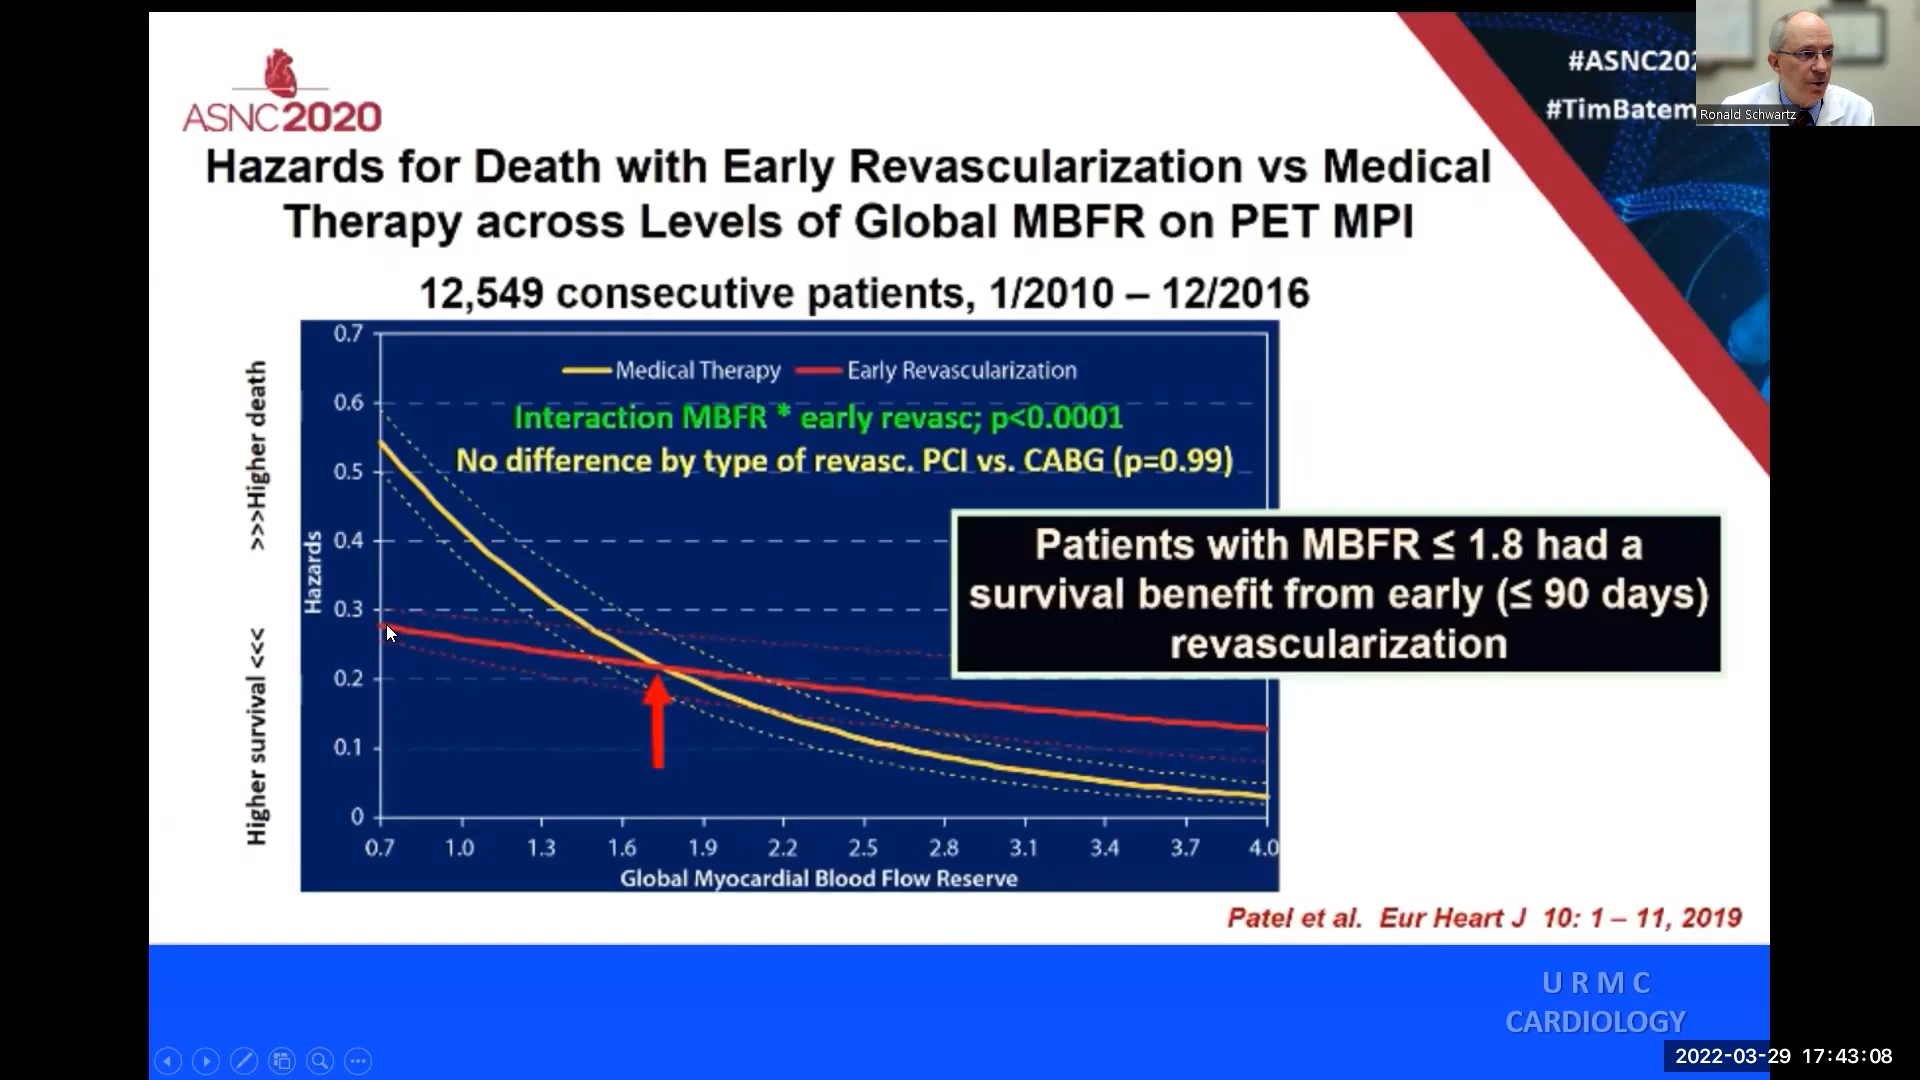 #ASNC202
#TimBatem
Ronald Schwartz
ASNC2020
Hazards for Death with Early Revascularization vs Medical
Therapy across Levels of Global MBFR on PET MPI
12,549 consecutive patients, 1/2010 – 12/2016
Higher survival <<< >>>Higher death
Hazards
0.7
0.6
0.5
0.4
0.3
0.2
0.1
0
Medical Therapy Early Revascularization
Interaction MBFR * early revasc; p<0.0001
No difference by type of revasc. PCI vs. CABG (p=0.99)
Patients with MBFR ≤ 1.8 had a
survival benefit from early (≤ 90 days)
revascularization
0.7 1.0 1.3 1.6 1.9 2.2 2.5 2.8 3.1 3.4 3.7 4.0
Global Myocardial Blood Flow Reserve
Patel et al. Eur Heart J 10: 1 – 11, 2019
URMC
CARDIOLOGY
2022-03-29 17:43:08